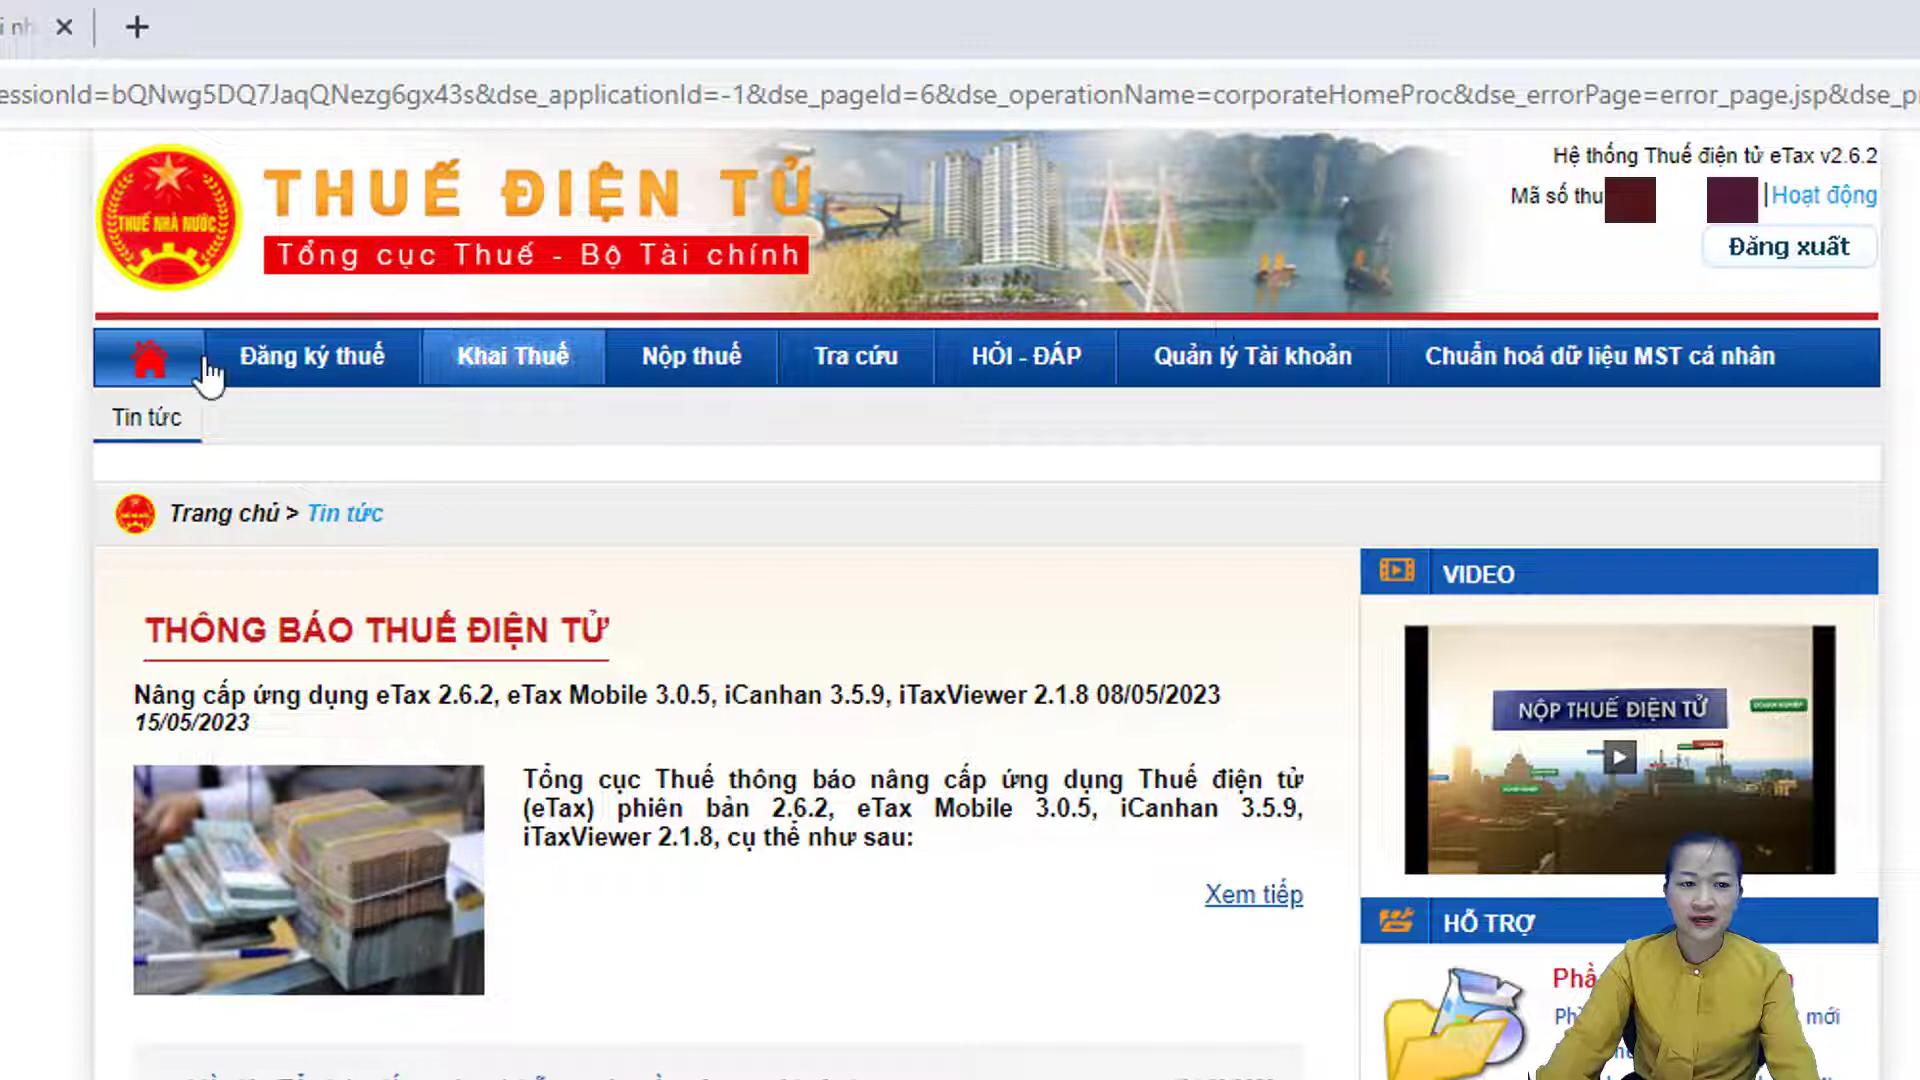 essionId=bQNwg5DQ7JaqQNezg6gx43s&dse_applicationId=-1&dse_pageId=6&dse_operationName=corporateHomeProc&dse_errorPage=error_page.jsp&dse_p
THUẾ NHÀ NƯỚC
THUẾ ĐIỆN TỬ
Tổng cục Thuế - Bộ Tài chính
Hệ thống Thuế điện tử eTax v2.6.2
Mã số thu | Hoạt động
Đăng xuất
Đăng ký thuế Khai Thuế Nộp thuế Tra cứu HỎI - ĐÁP Quản lý Tài khoản Chuẩn hoá dữ liệu MST cá nhân
Tin tức
Trang chủ > Tin tức
THÔNG BÁO THUẾ ĐIỆN TỬ
Nâng cấp ứng dụng eTax 2.6.2, eTax Mobile 3.0.5, iCanhan 3.5.9, iTaxViewer 2.1.8 08/05/2023
15/05/2023
Tổng cục Thuế thông báo nâng cấp ứng dụng Thuế điện tử
(eTax) phiên bản 2.6.2, eTax Mobile 3.0.5, iCanhan 3.5.9,
iTaxViewer 2.1.8, cụ thể như sau:
Xem tiếp
VIDEO
NỘP THUẾ ĐIỆN TỬ
HỖ TRỢ
mới